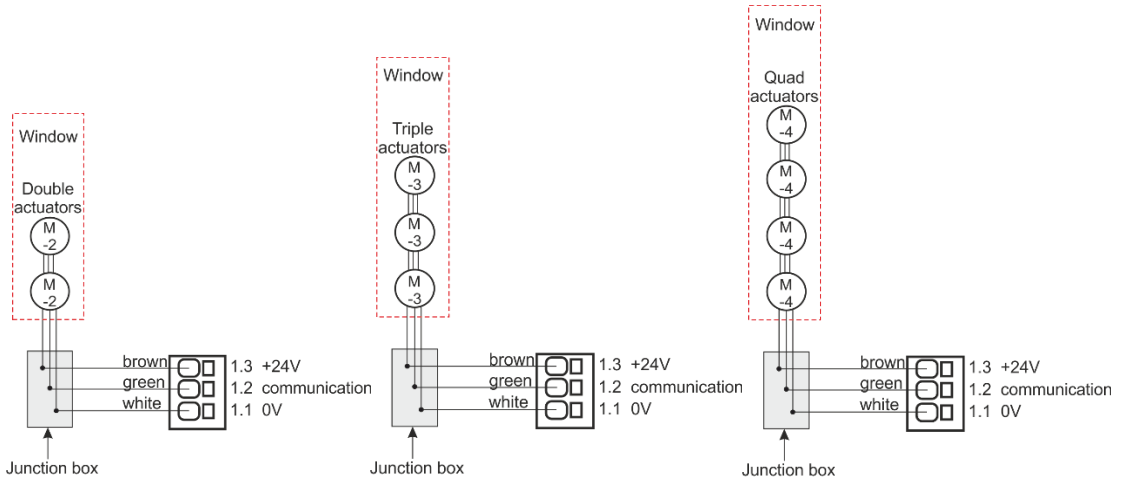 Window
Double
actuators
M
-2
M
-2
brown
1.3 +24V
green
1.2 communication
white
1.1 0V
Junction box
Window
Triple
actuators
M
-3
M
-3
M
-3
brown
1.3 +24V
green
1.2 communication
white
1.1 0V
Junction box
Window
Quad
actuators
M
-4
M
-4
M
-4
M
-4
brown
1.3 +24V
green
1.2 communication
white
1.1 0V
Junction box